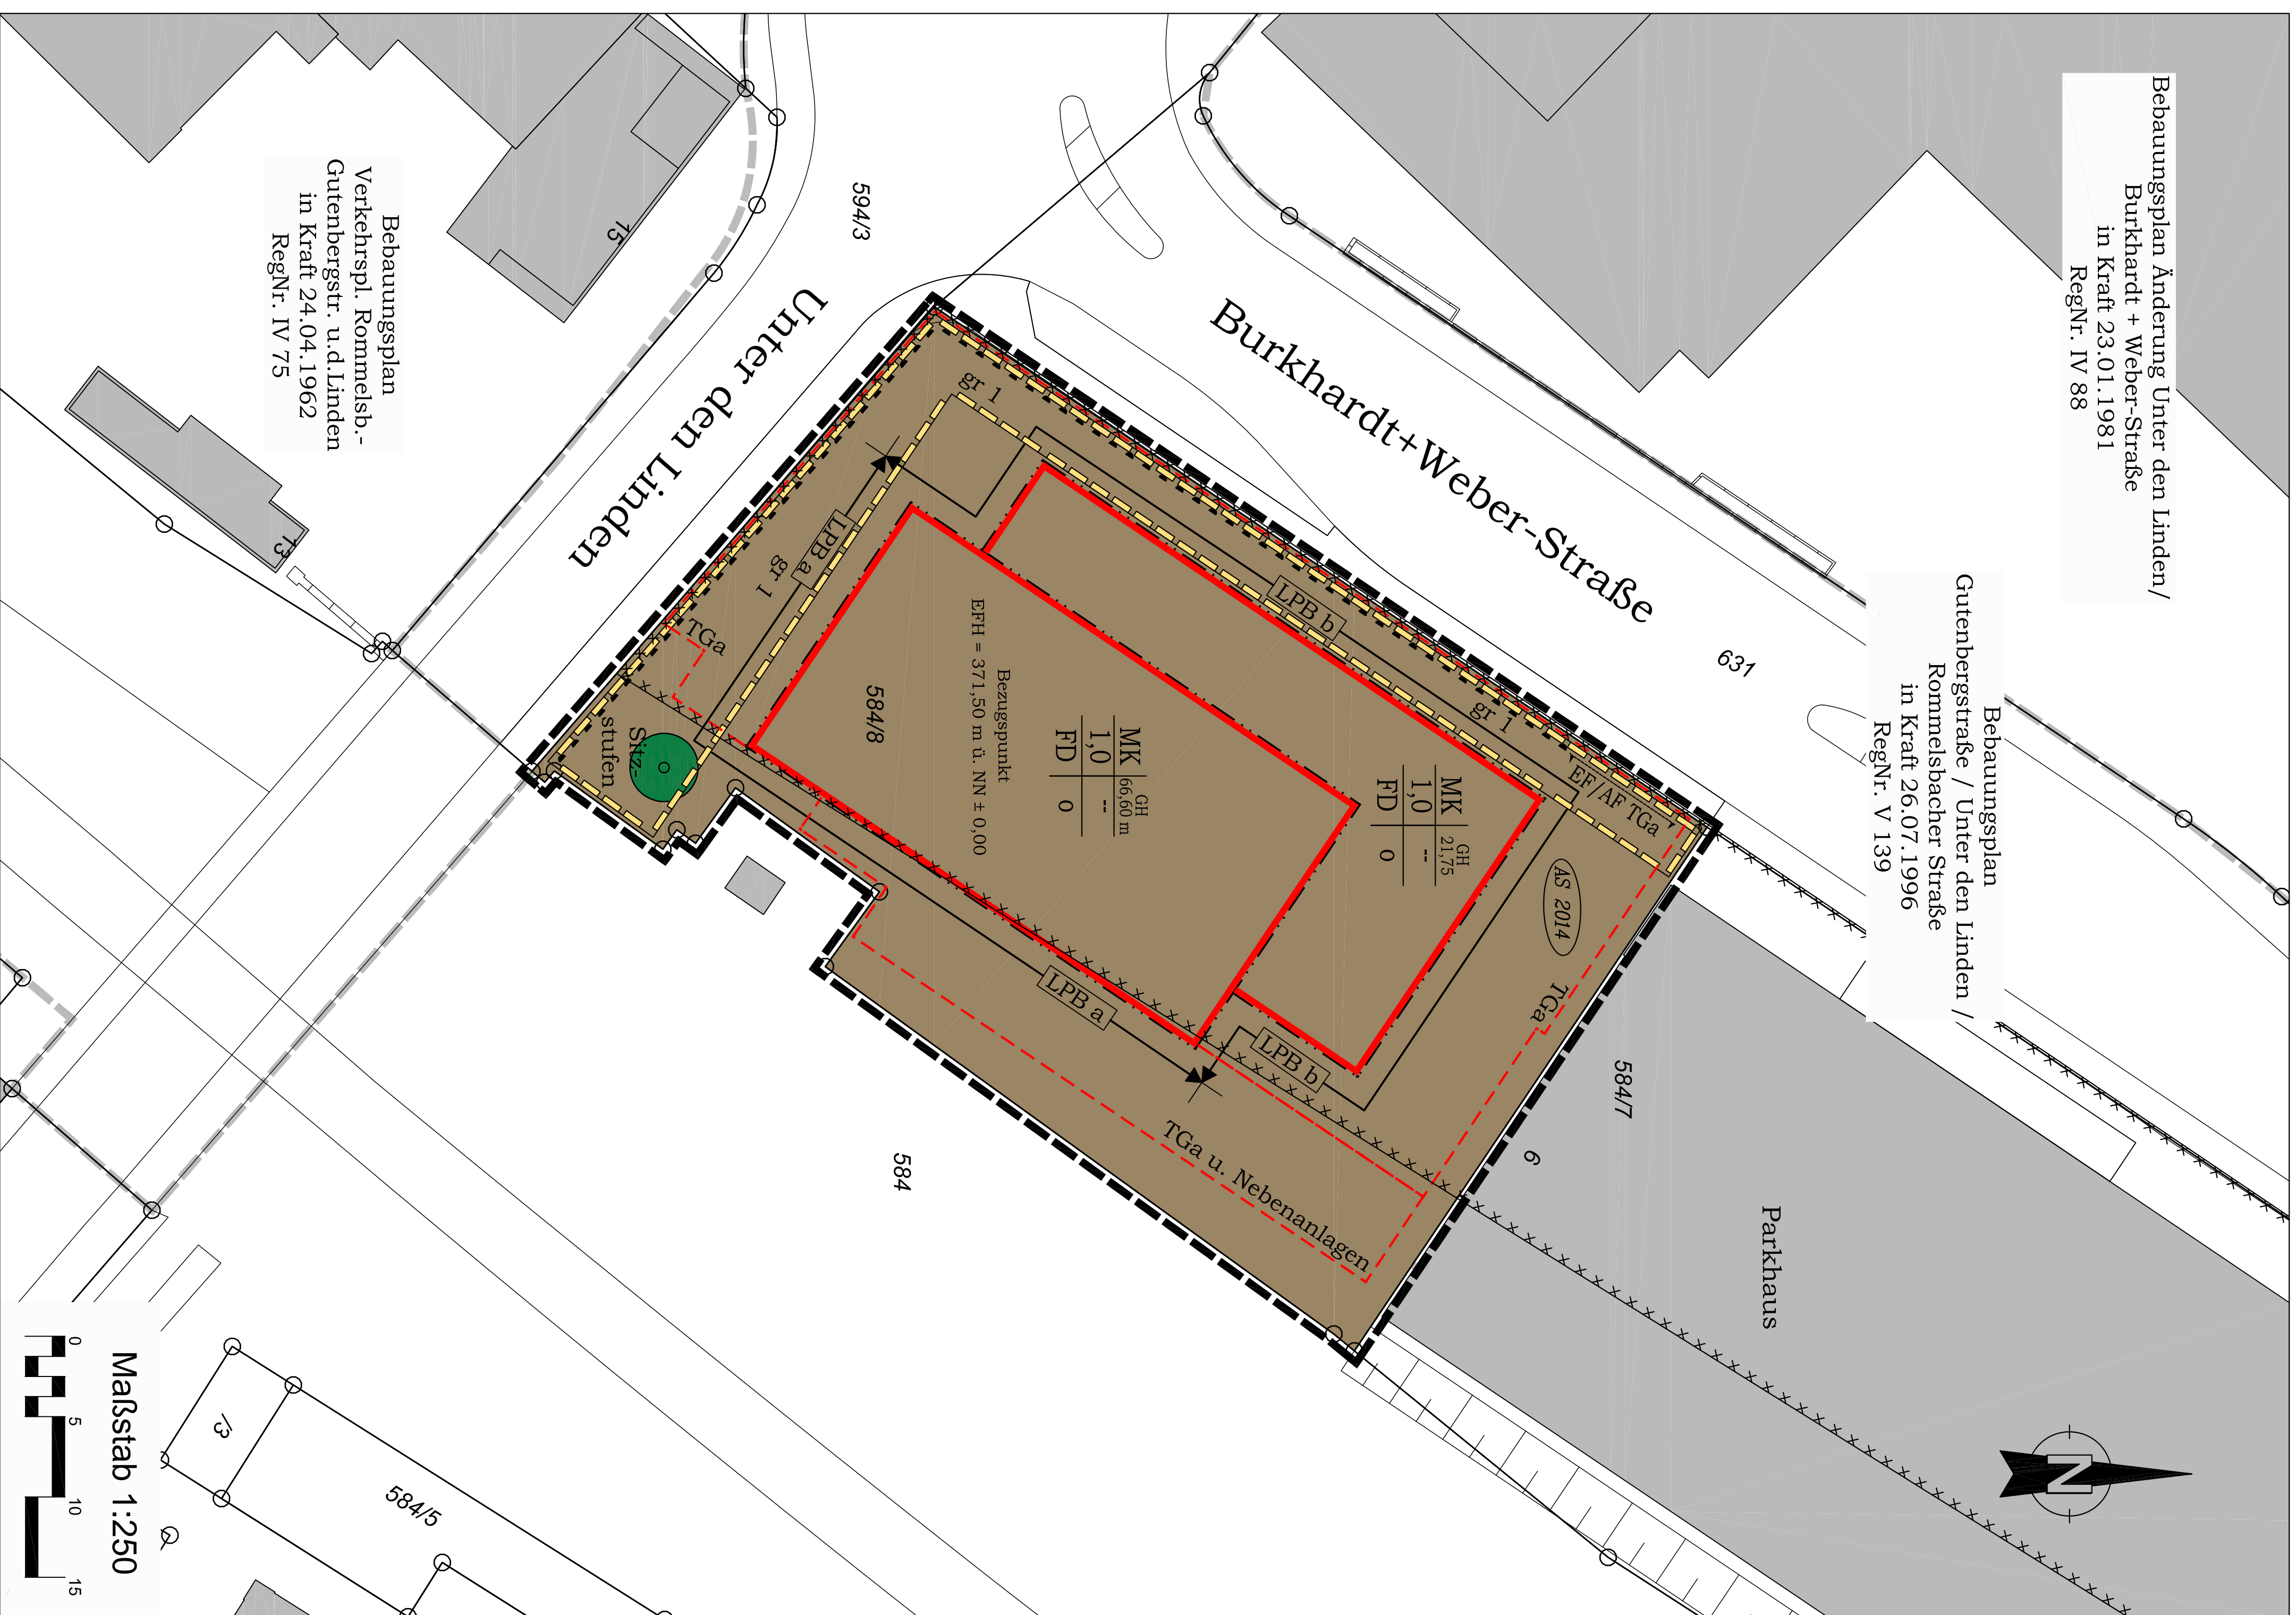 Bebauungsplan Änderung Unter den Linden/
Burkhardt + Weber-Straße
in Kraft 23.01.1981
RegNr. IV 88
Bebauungsplan
Gutenbergstraße / Unter den Linden /
Rommelsbacher Straße
in Kraft 26.07.1996
RegNr. V 139
Bebauungsplan
Verkehrspl. Rommelsb.-
Gutenbergstr. u.d.Linden
in Kraft 24.04.1962
RegNr. IV 75
Burkhardt+Weber-Straße
Unter den Linden
594/3
631
15
13
gr 1
LPB a
gr 1
LPB b
gr 1
EF/AF TGa
AS 2014
TGa
MK
GH
21,75
1,0
--
FD
o
MK
GH
66,60 m
1,0
--
FD
o
Bezugspunkt
EFH = 371,50 m ü. NN ± 0,00
584/8
TGa
Sitz-
stufen
LPB a
LPB b
TGa u. Nebenanlagen
584/7
6
584
Parkhaus
N
/3
584/5
Maßstab 1:250
0
5
10
15